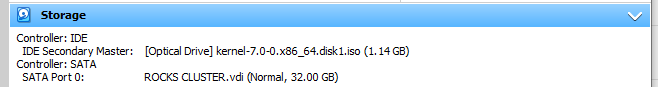 Storage
Controller: IDE
IDE Secondary Master: [Optical Drive] kernel-7.0-0.x86_64.disk1.iso (1.14 GB)
Controller: SATA
SATA Port 0: ROCKS CLUSTER.vdi (Normal, 32.00 GB)